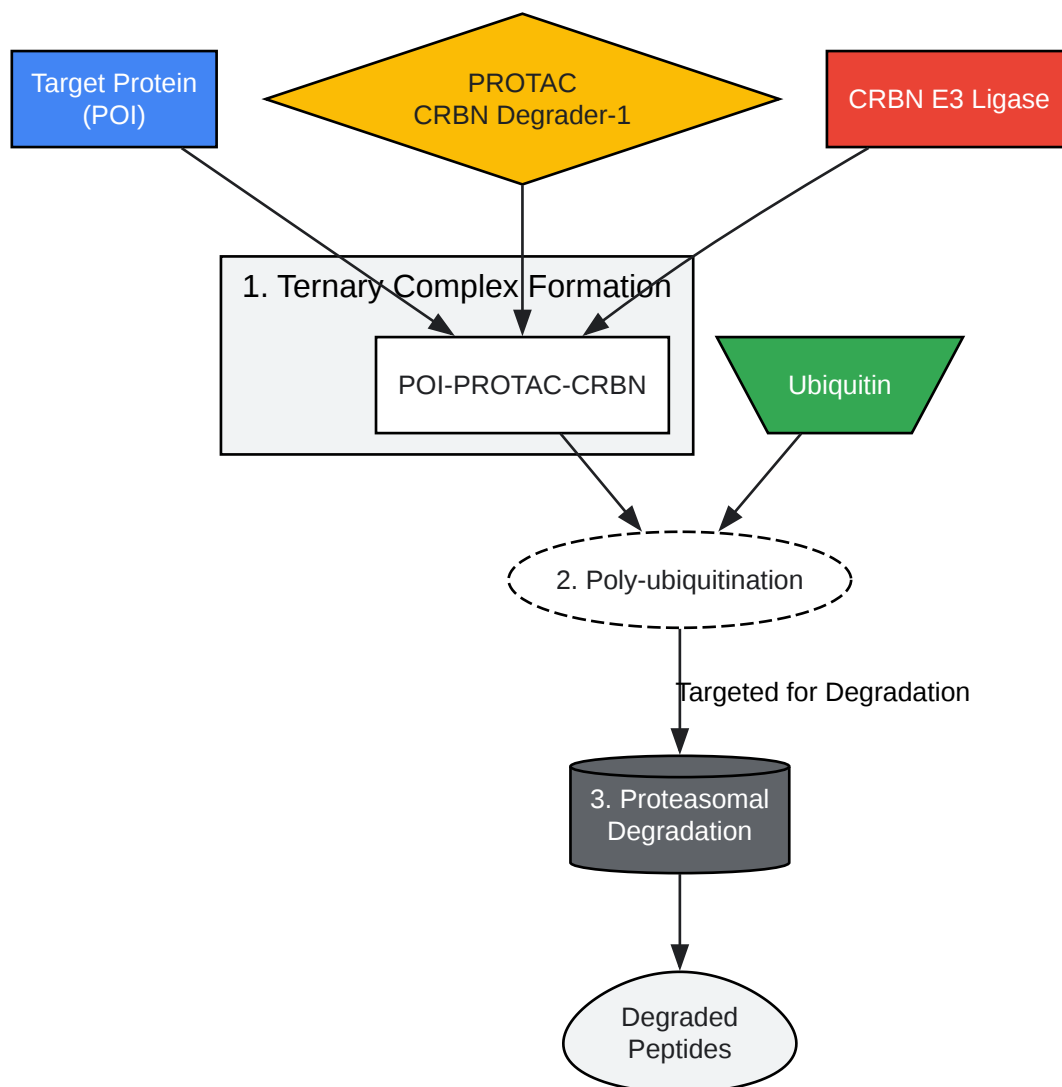 Target Protein
(POI)
PROTAC
CRBN Degrader-1
CRBN E3 Ligase
1. Ternary Complex Formation
POI-PROTAC-CRBN
Ubiquitin
2. Poly-ubiquitination
Targeted for Degradation
3. Proteasomal
Degradation
Degraded
Peptides